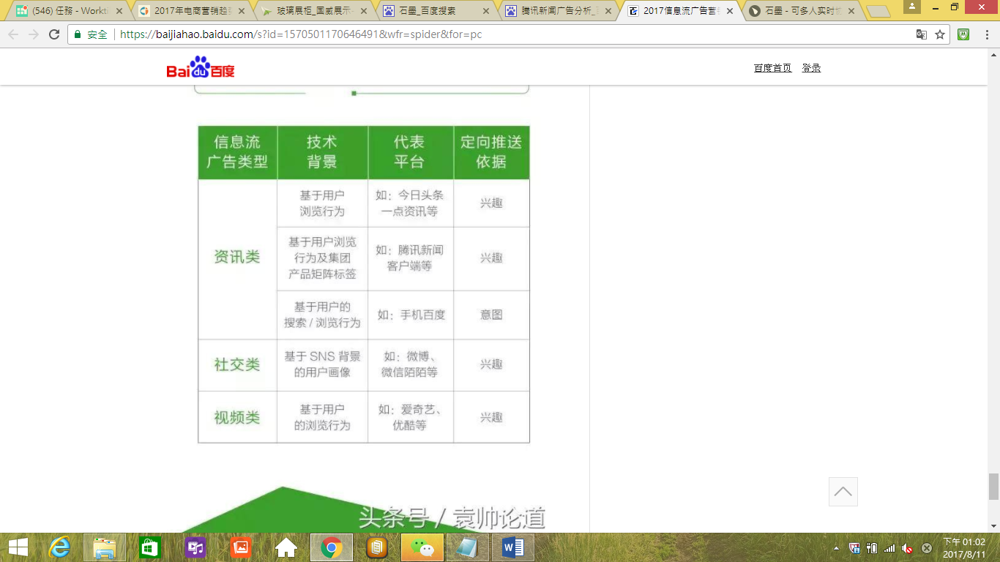 (546) 任務 - Workti
2017年电商营销趋
玻璃展柜_国威展示-
石墨_百度搜索
腾讯新闻广告分析_
2017信息流广告营
石墨 - 可多人实时
安全
https://baijiahao.baidu.com/s?id=1570501170646491&wfr=spider&for=pc
Bai du 百度
百度首页 登录
信息流
广告类型
技术
背景
代表
平台
定向推送
依据
资讯类
基于用户
浏览行为
如：今日头条
一点资讯等
兴趣
基于用户浏览
行为及集团
产品矩阵标签
如：腾讯新闻
客户端等
兴趣
基于用户的
搜索 / 浏览行为
如：手机百度
意图
社交类
基于 SNS 背景
的用户画像
如：微博、
微信陌陌等
兴趣
视频类
基于用户
的浏览行为
如：爱奇艺、
优酷等
兴趣
头条号 / 袁帅论道
下午 01:02
2017/8/11